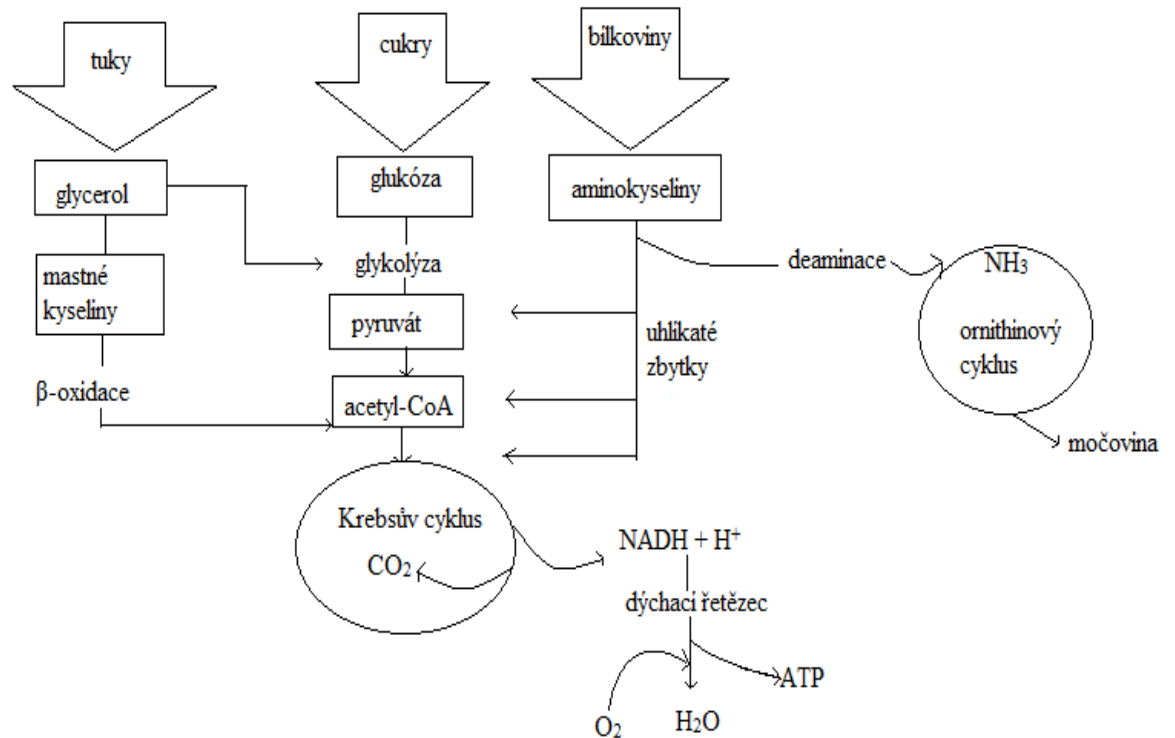 tuky
cukry
bílkoviny
glycerol
glukóza
aminokyseliny
mastné
kyseliny
glykolýza
deaminace
NH₃
pyruvát
uhlíkaté
zbytky
ornithinový
cyklus
β-oxidace
acetyl-CoA
močovina
Krebsův cyklus
CO₂
NADH + H⁺
dýchací řetězec
ATP
O₂
H₂O